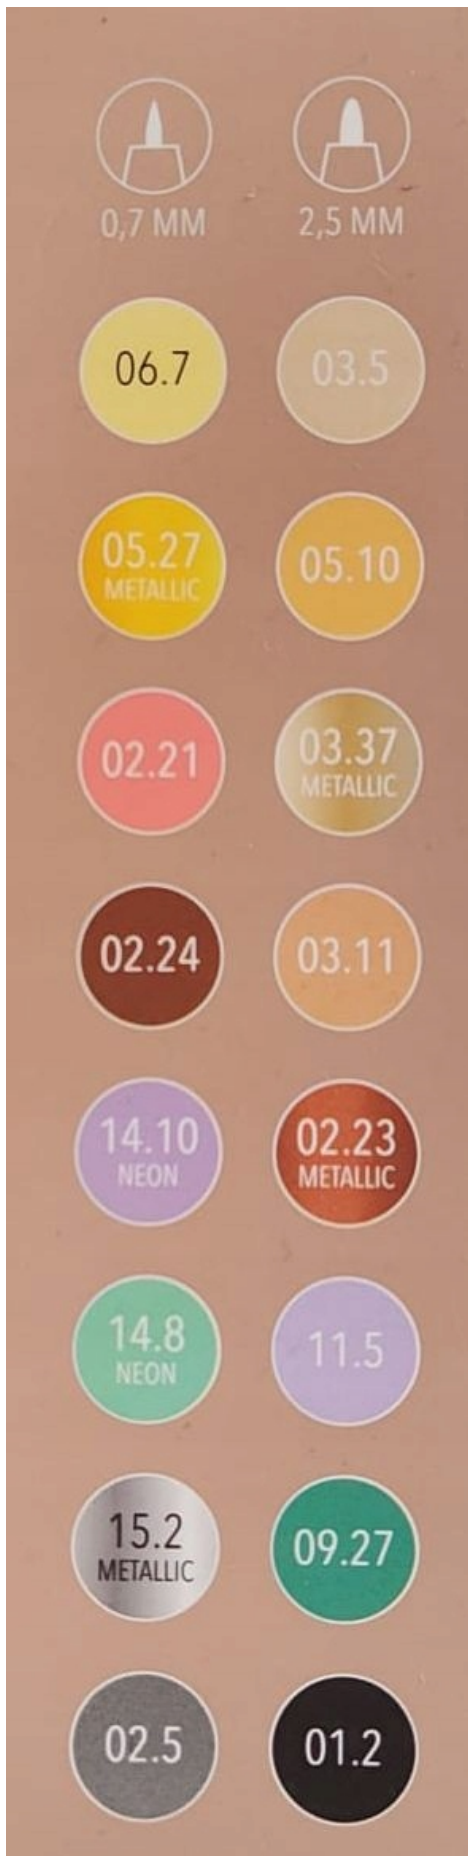 0,7 MM 2,5 MM
06.7 03.5
05.27 05.10
METALLIC
02.21 03.37
METALLIC
02.24 03.11
14.10 02.23
NEON METALLIC
14.8 11.5
NEON
15.2 09.27
METALLIC
02.5 01.2